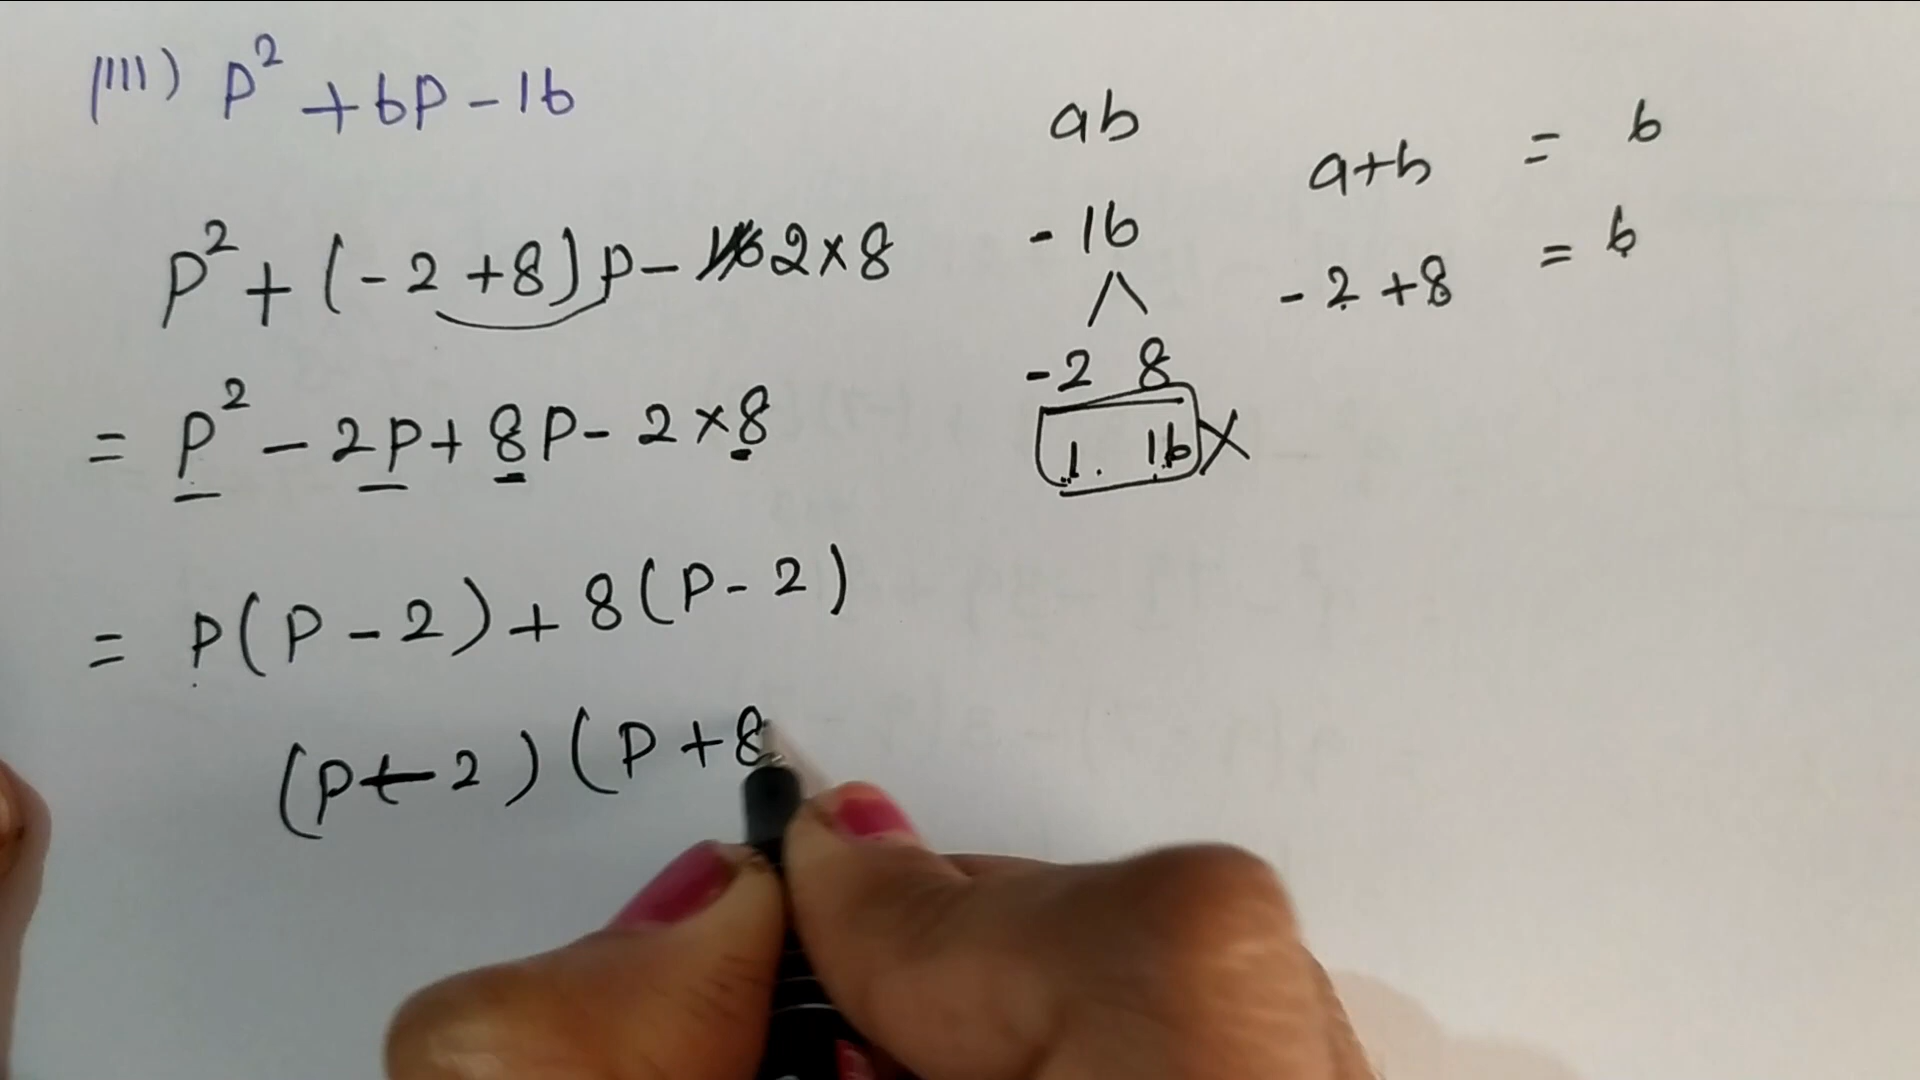 (iii) p² + 6p - 16
p² + (-2 + 8)p - 2 × 8
= p² - 2p + 8p - 2 × 8
= p(p - 2) + 8(p - 2)
(p - 2)(p + 8
ab
a+b = 6
-16
-2 +8 = 6
-2 8
1. 16 X